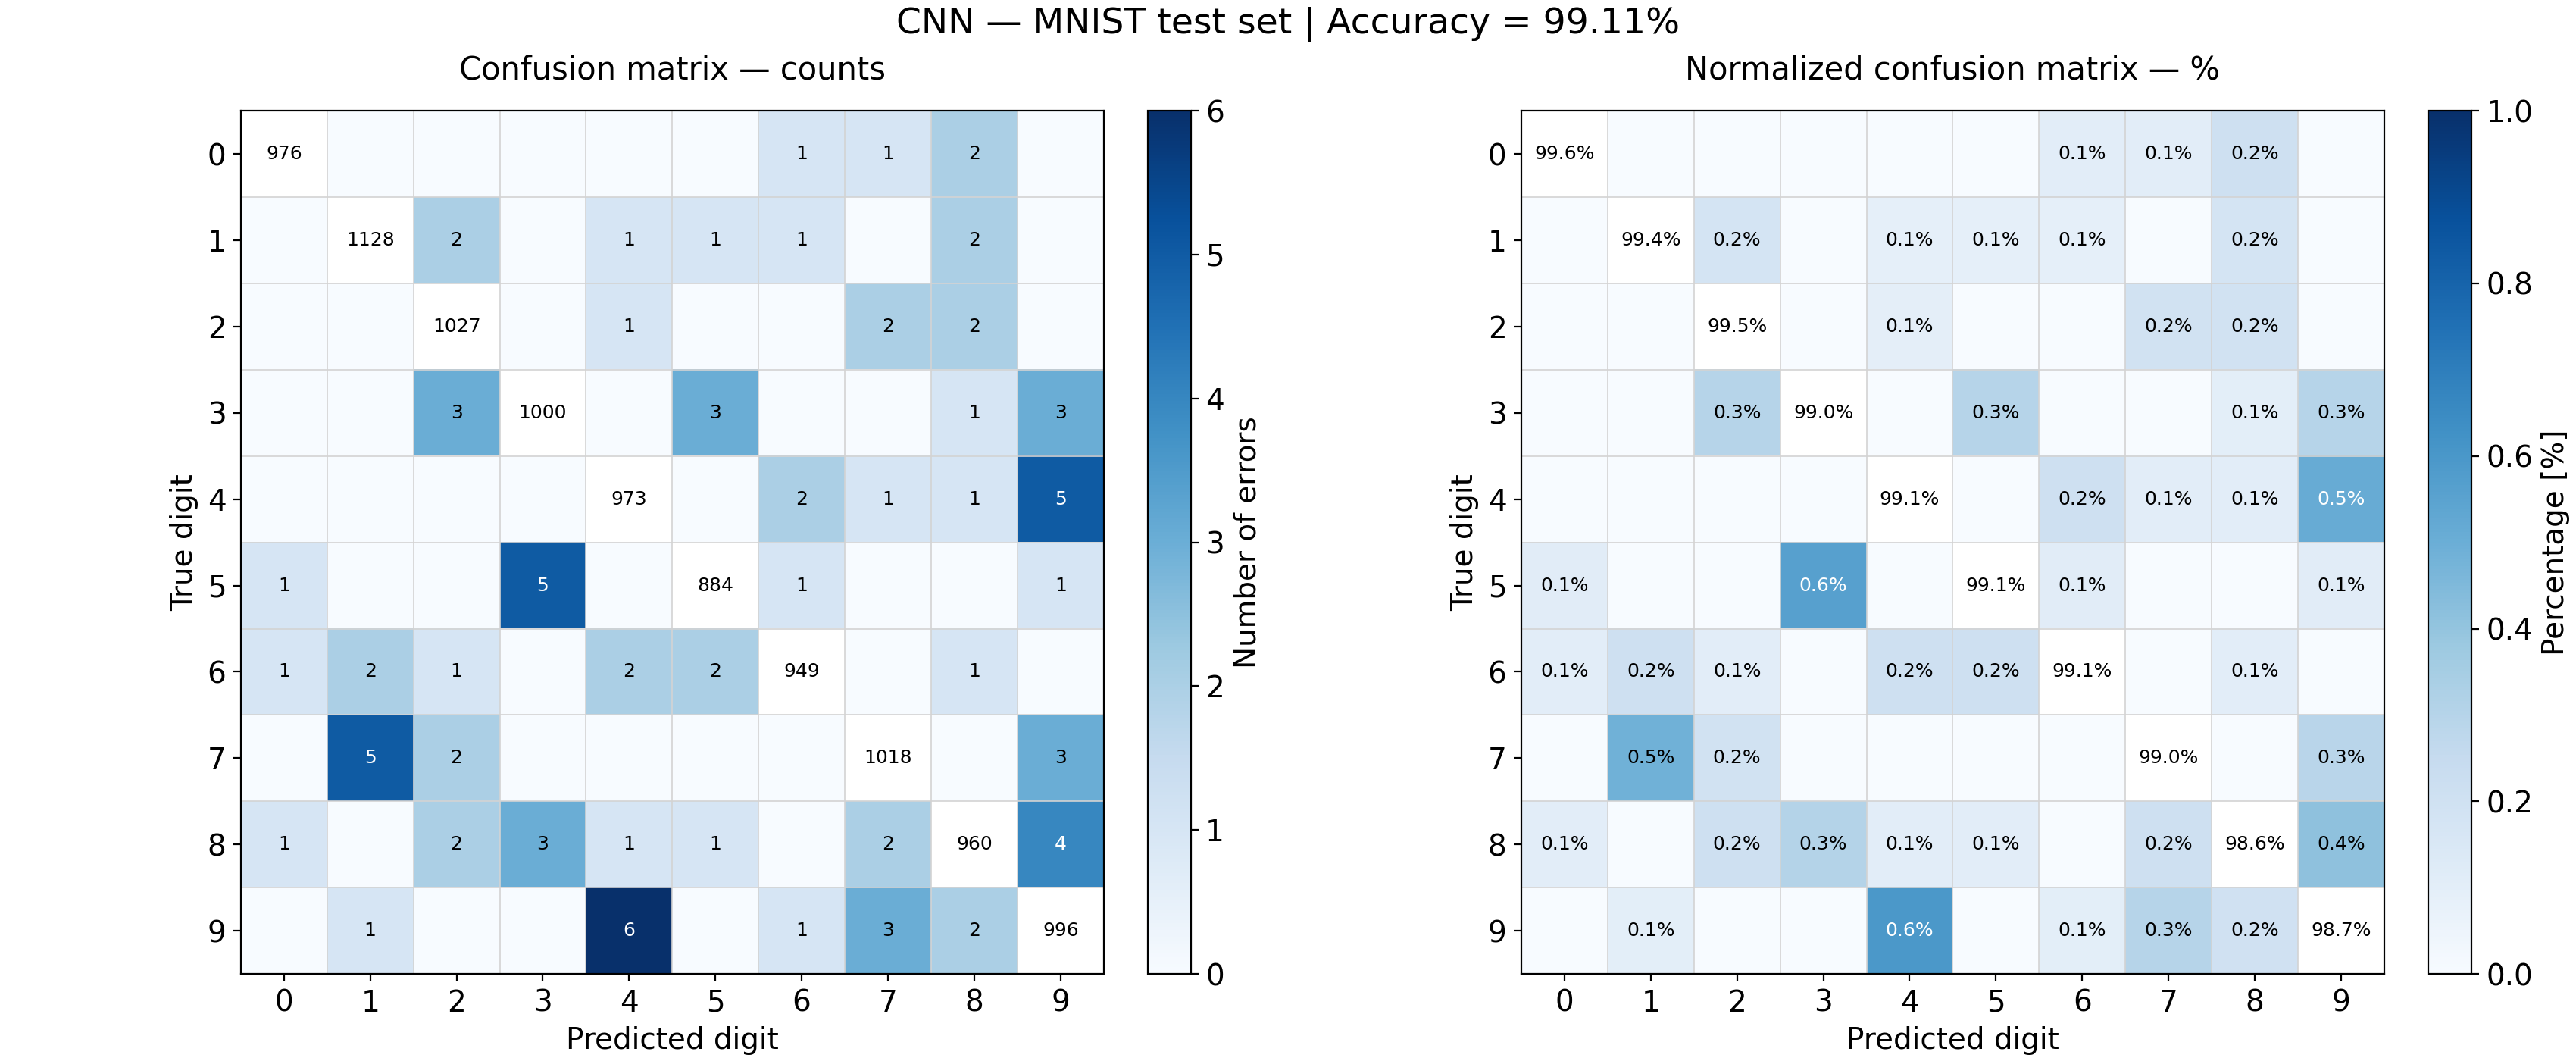 CNN — MNIST test set | Accuracy = 99.11%
Confusion matrix — counts
0 976 1 1 2
1 1128 2 1 1 1 2
2 1027 1 2 2
3 3 1000 3 1 3
4 973 2 1 1 5
5 1 5 884 1 1
6 1 2 1 2 2 949 1
7 5 2 1018 3
8 1 2 3 1 1 2 960 4
9 1 6 1 3 2 996
0 1 2 3 4 5 6 7 8 9
Predicted digit
True digit
6
5
4
3
2
1
0
Number of errors
Normalized confusion matrix — %
0 99.6% 0.1% 0.1% 0.2%
1 99.4% 0.2% 0.1% 0.1% 0.1% 0.2%
2 99.5% 0.1% 0.2% 0.2%
3 0.3% 99.0% 0.3% 0.1% 0.3%
4 99.1% 0.2% 0.1% 0.1% 0.5%
5 0.1% 0.6% 99.1% 0.1% 0.1%
6 0.1% 0.2% 0.1% 0.2% 0.2% 99.1% 0.1%
7 0.5% 0.2% 99.0% 0.3%
8 0.1% 0.2% 0.3% 0.1% 0.1% 0.2% 98.6% 0.4%
9 0.1% 0.6% 0.1% 0.3% 0.2% 98.7%
0 1 2 3 4 5 6 7 8 9
Predicted digit
True digit
1.0
0.8
0.6
0.4
0.2
0.0
Percentage [%]